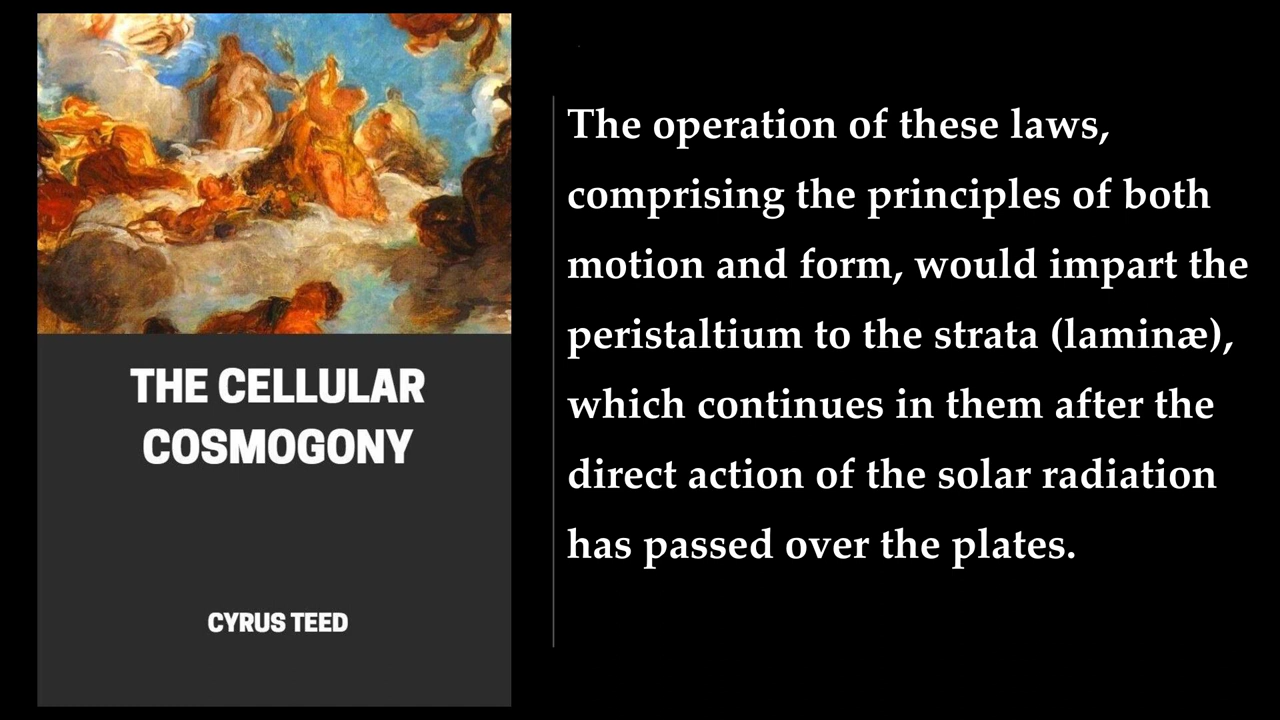 THE CELLULAR
COSMOGONY
CYRUS TEED
The operation of these laws,
comprising the principles of both
motion and form, would impart the
peristaltium to the strata (laminæ),
which continues in them after the
direct action of the solar radiation
has passed over the plates.